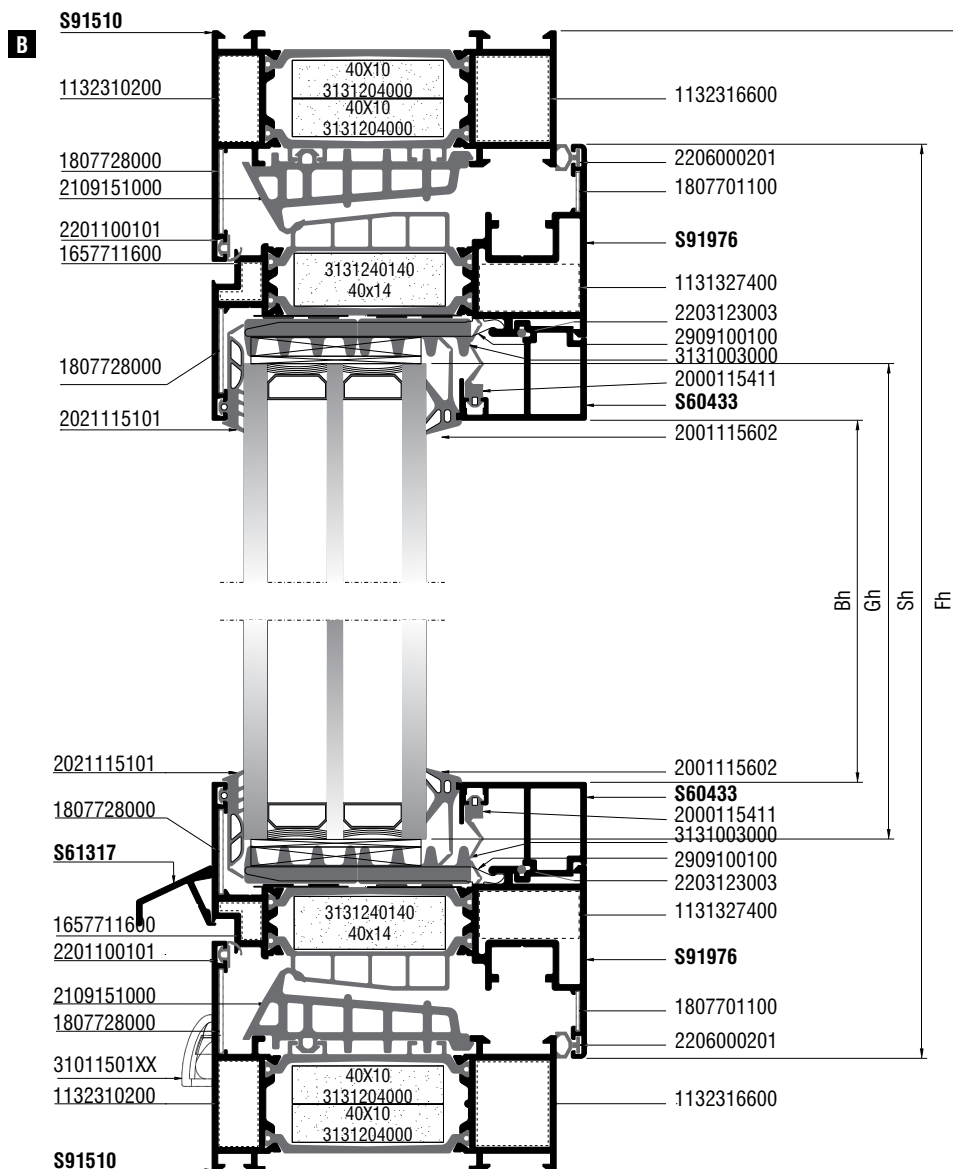 B
S91510
1132310200
1807728000
2109151000
2201100101
1657711600
1807728000
2021115101
40X10
3131204000
40X10
3131204000
3131240140
40x14
1132316600
2206000201
1807701100
S91976
1131327400
2203123003
2909100100
3131003000
2000115411
S60433
2001115602
Bh
Gh
Sh
Fh
2021115101
1807728000
S61317
1657711600
2201100101
2109151000
1807728000
31011501XX
1132310200
S91510
3131240140
40x14
40X10
3131204000
40X10
3131204000
2001115602
S60433
2000115411
3131003000
2909100100
2203123003
1131327400
S91976
1807701100
2206000201
1132316600